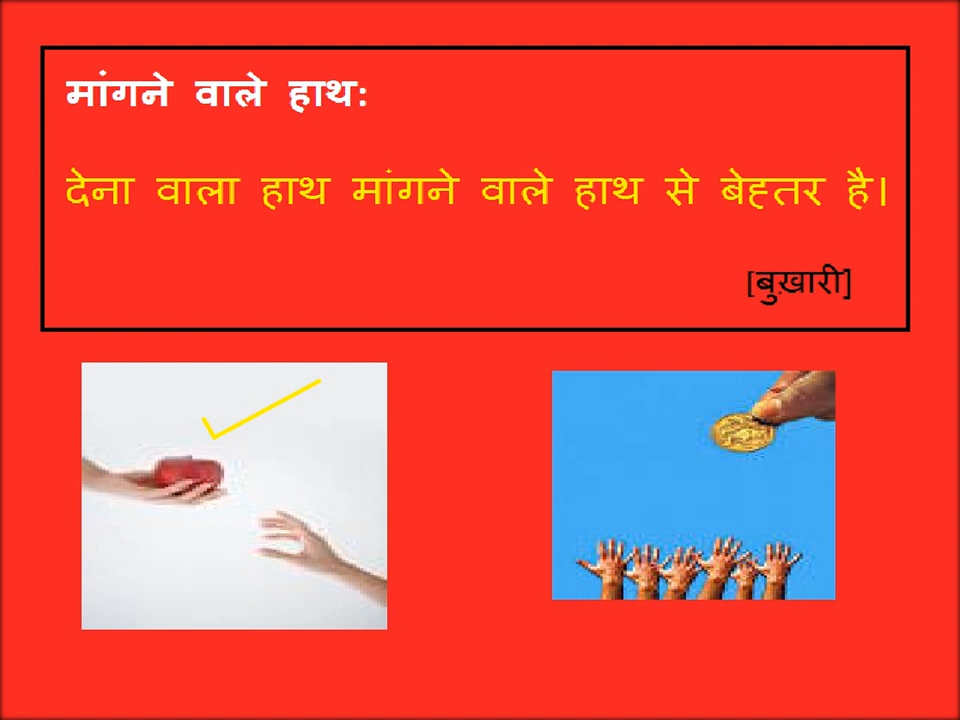 मांगने वाले हाथ:
देना वाला हाथ मांगने वाले हाथ से बेह्तर है।
[बुख़ारी]